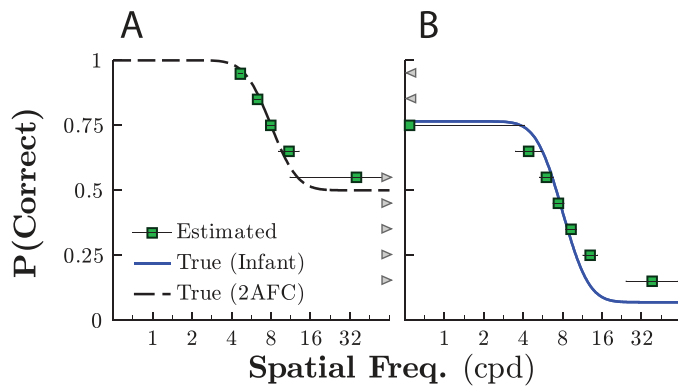 A B
1
0.75
0.5
0.25
0
P(Correct)
Estimated
True (Infant)
True (2AFC)
1 2 4 8 16 32 1 2 4 8 16 32
Spatial Freq. (cpd)